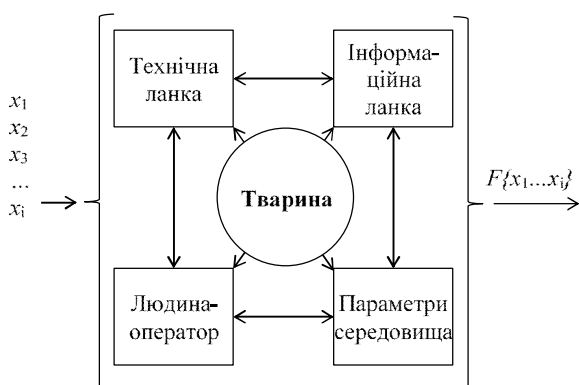 Технічна
ланка
Інформа-
ційна
ланка
x1
x2
x3
...
xi
Тварина
F{x1...xi}
Людина-
оператор
Параметри
середовища